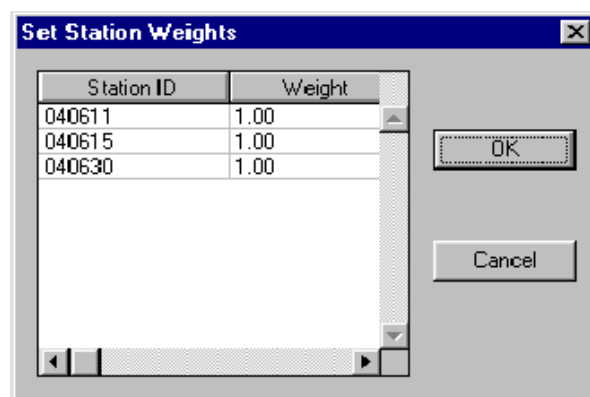 Set Station Weights
Station ID Weight
040611 1.00
040615 1.00
040630 1.00
OK
Cancel